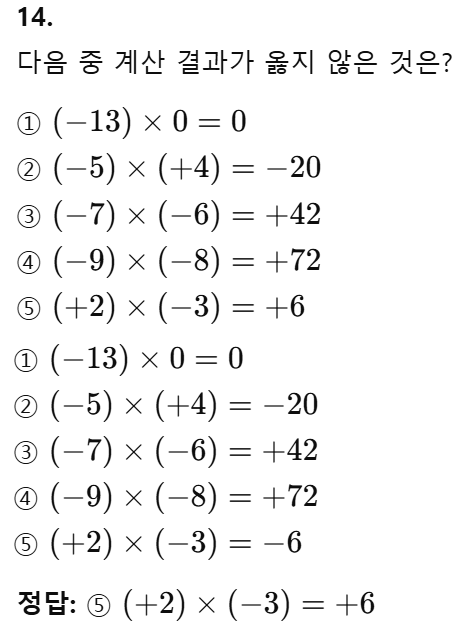 14.
다음 중 계산 결과가 옳지 않은 것은?
① (−13) × 0 = 0
② (−5) × (+4) = −20
③ (−7) × (−6) = +42
④ (−9) × (−8) = +72
⑤ (+2) × (−3) = +6
① (−13) × 0 = 0
② (−5) × (+4) = −20
③ (−7) × (−6) = +42
④ (−9) × (−8) = +72
⑤ (+2) × (−3) = −6
정답: ⑤ (+2) × (−3) = +6